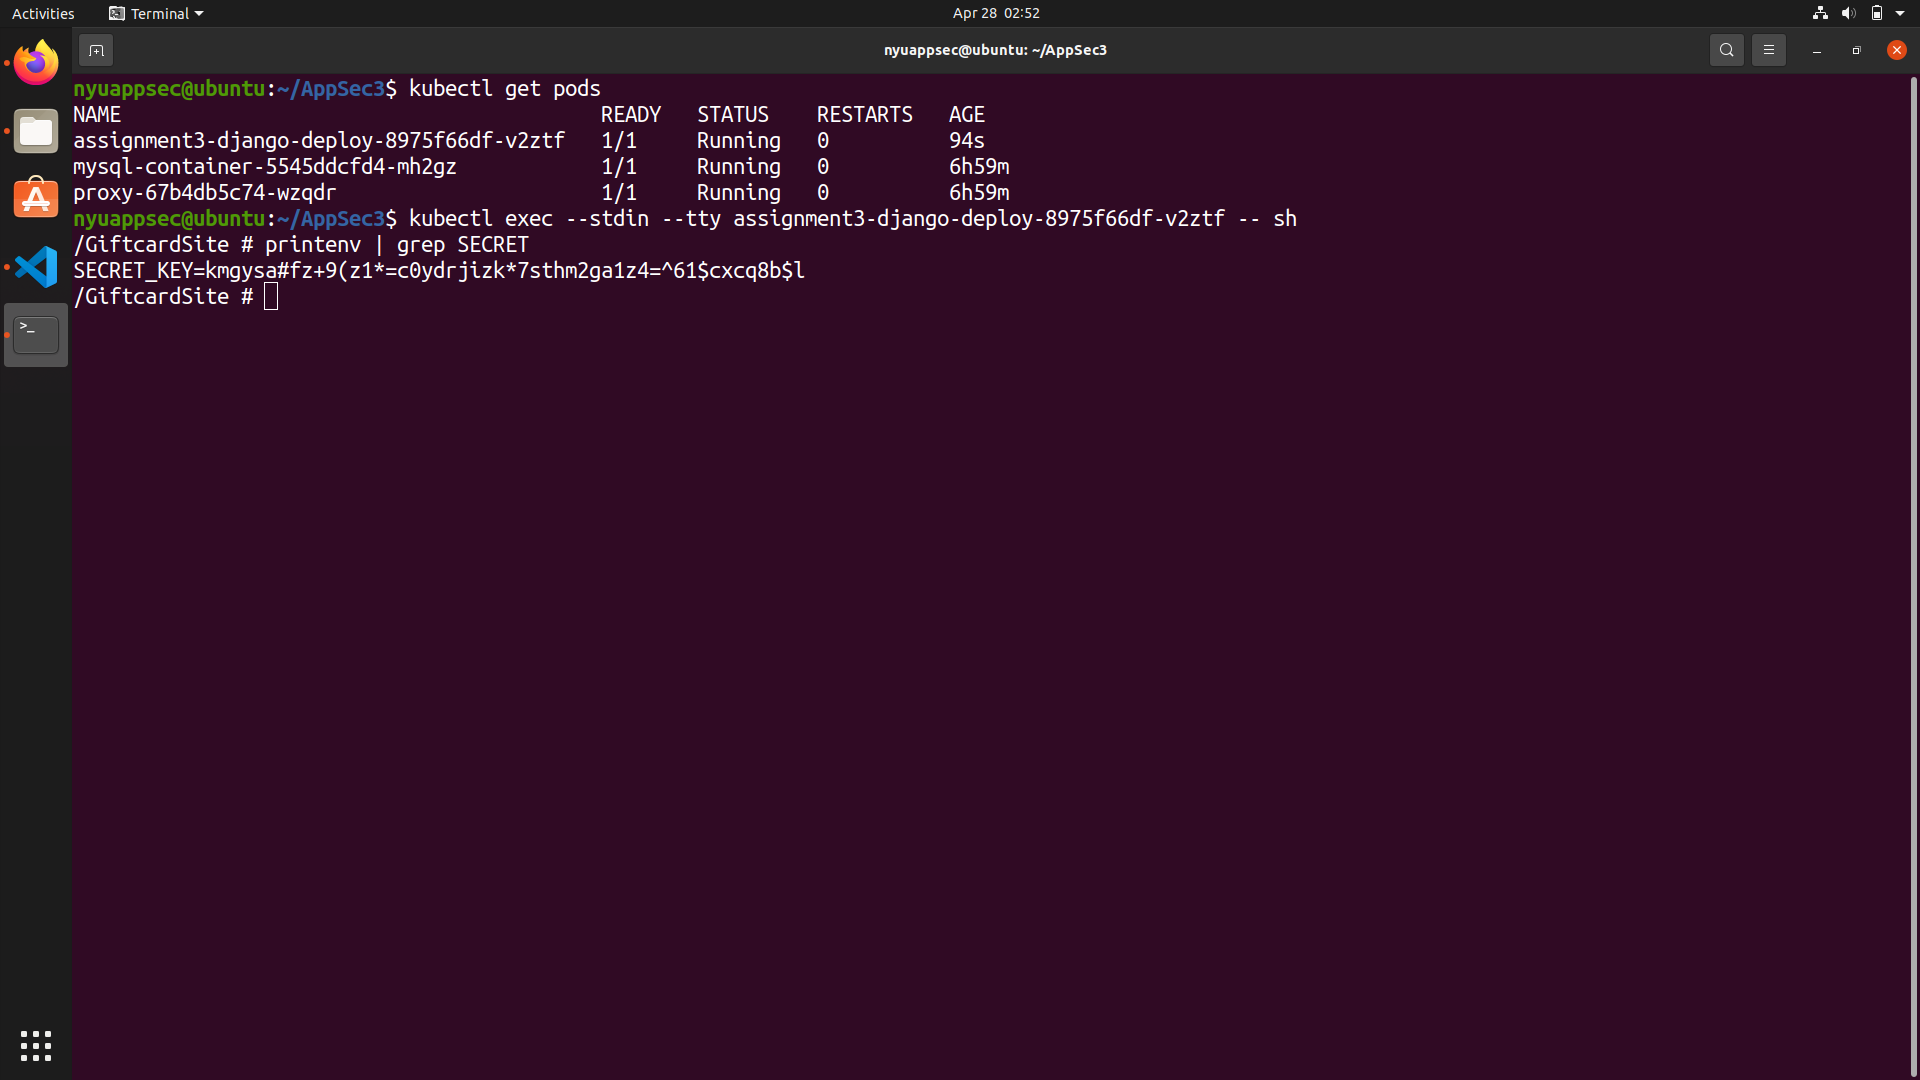 Activities Terminal Apr 28 02:52
nyuappsec@ubuntu: ~/AppSec3
nyuappsec@ubuntu:~/AppSec3$ kubectl get pods
NAME READY STATUS RESTARTS AGE
assignment3-django-deploy-8975f66df-v2ztf 1/1 Running 0 94s
mysql-container-5545ddcfd4-mh2gz 1/1 Running 0 6h59m
proxy-67b4db5c74-wzqdr 1/1 Running 0 6h59m
nyuappsec@ubuntu:~/AppSec3$ kubectl exec --stdin --tty assignment3-django-deploy-8975f66df-v2ztf -- sh
/GiftcardSite # printenv | grep SECRET
SECRET_KEY=kmgysa#fz+9(z1*=c0ydrjizk*7sthm2ga1z4=^61$cxcq8b$l
/GiftcardSite #